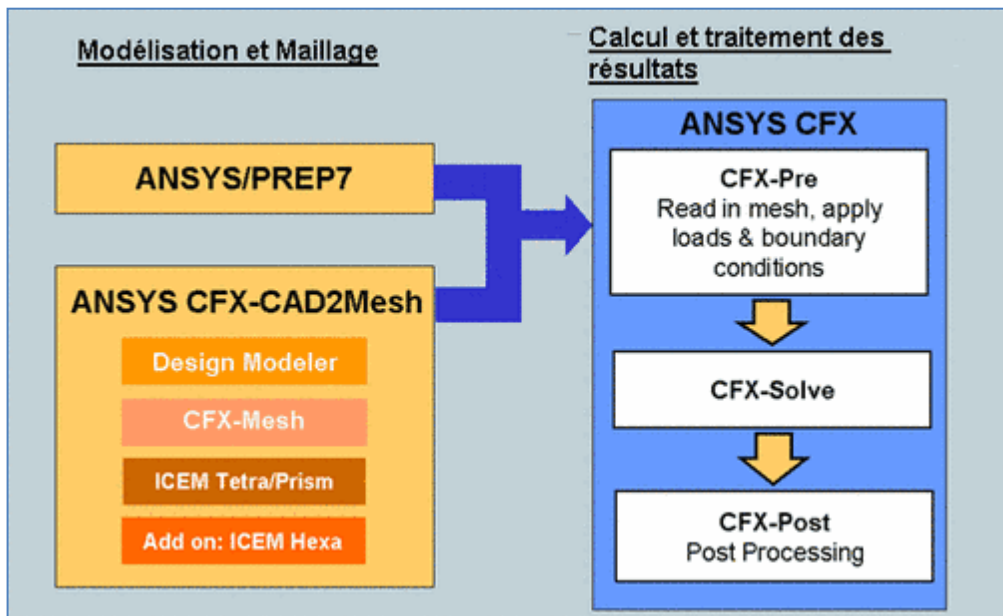 Modélisation et Maillage
ANSYS/PREP7
ANSYS CFX-CAD2Mesh
Design Modeler
CFX-Mesh
ICEM Tetra/Prism
Add on: ICEM Hexa
Calcul et traitement des
résultats
ANSYS CFX
CFX-Pre
Read in mesh, apply
loads & boundary
conditions
CFX-Solve
CFX-Post
Post Processing